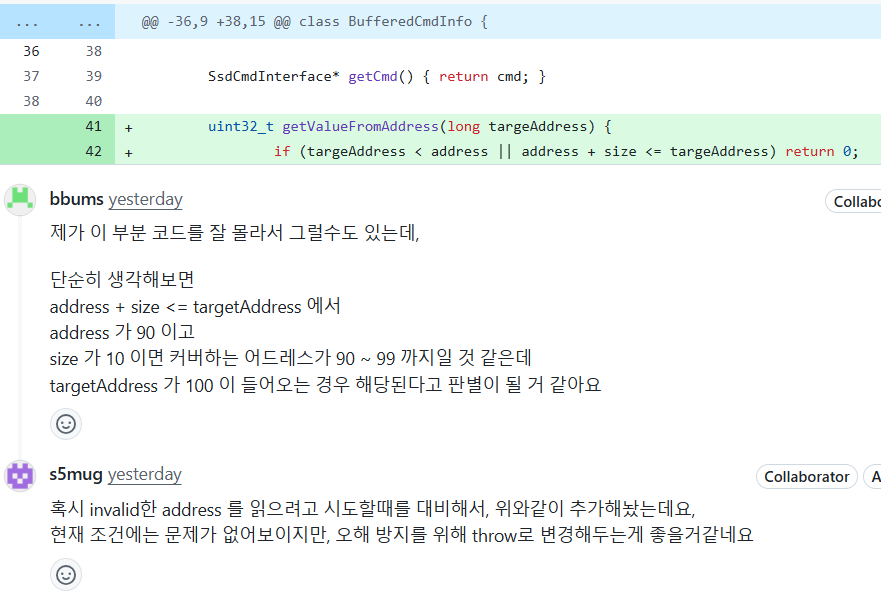 ... ... @@ -36,9 +38,15 @@ class BufferedCmdInfo {
36 38
37 39 SsdCmdInterface* getCmd() { return cmd; }
38 40
41 + uint32_t getValueFromAddress(long targeAddress) {
42 + if (targeAddress < address || address + size <= targeAddress) return 0;
bbums yesterday
Collabo
제가 이 부분 코드를 잘 몰라서 그럴수도 있는데,
단순히 생각해보면
address + size <= targetAddress 에서
address 가 90 이고
size 가 10 이면 커버하는 어드레스가 90 ~ 99 까지일 것 같은데
targetAddress 가 100 이 들어오는 경우 해당된다고 판별이 될 거 같아요
s5mug yesterday
Collaborator A
혹시 invalid한 address 를 읽으려고 시도할때를 대비해서, 위와같이 추가해놨는데요,
현재 조건에는 문제가 없어보이지만, 오해 방지를 위해 throw로 변경해두는게 좋을거같네요